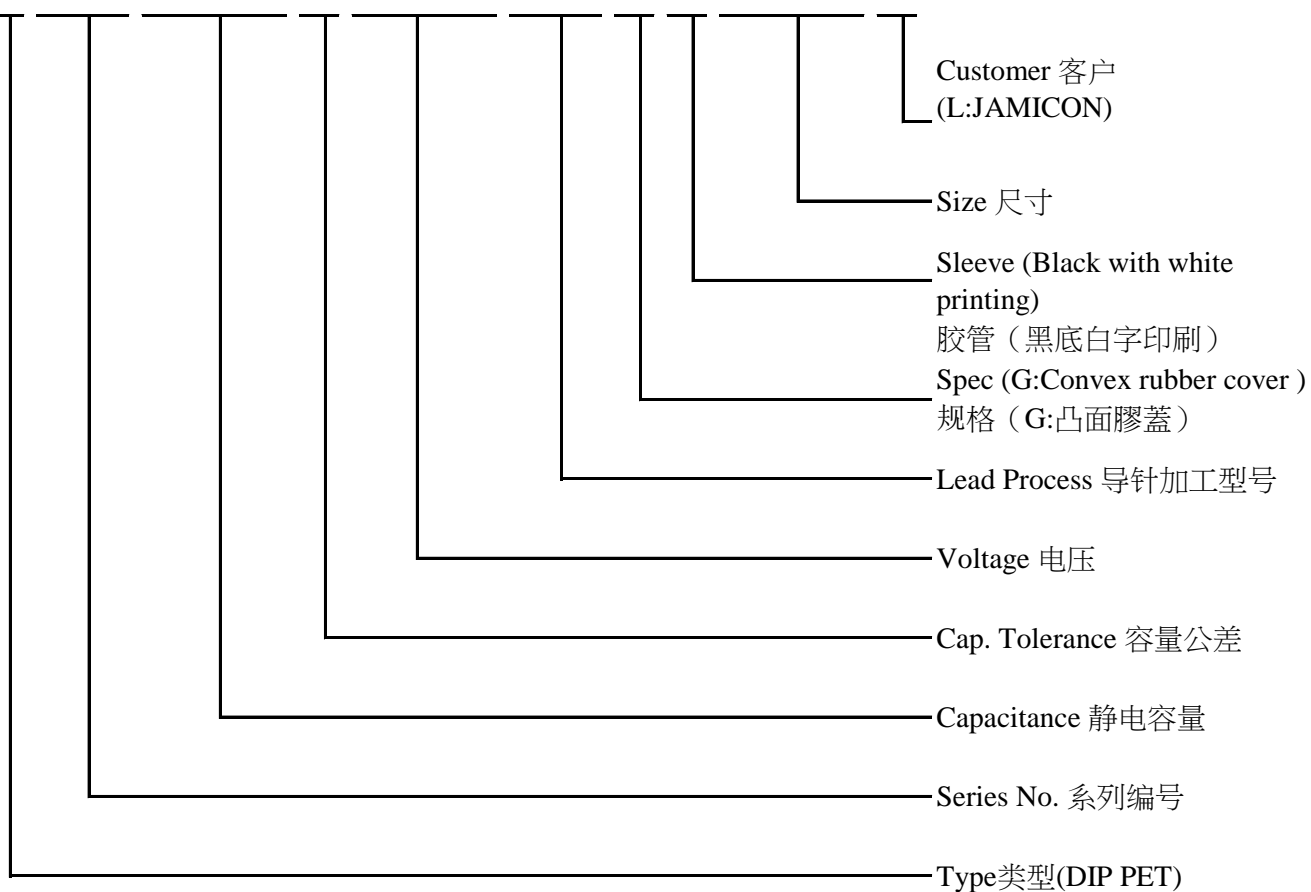 Customer 客户
(L:JAMICON)
Size 尺寸
Sleeve (Black with white
printing)
胶管（黑底白字印刷）
Spec (G:Convex rubber cover )
规格（G:凸面膠蓋）
Lead Process 导针加工型号
Voltage 电压
Cap. Tolerance 容量公差
Capacitance 静电容量
Series No. 系列编号
Type类型(DIP PET)